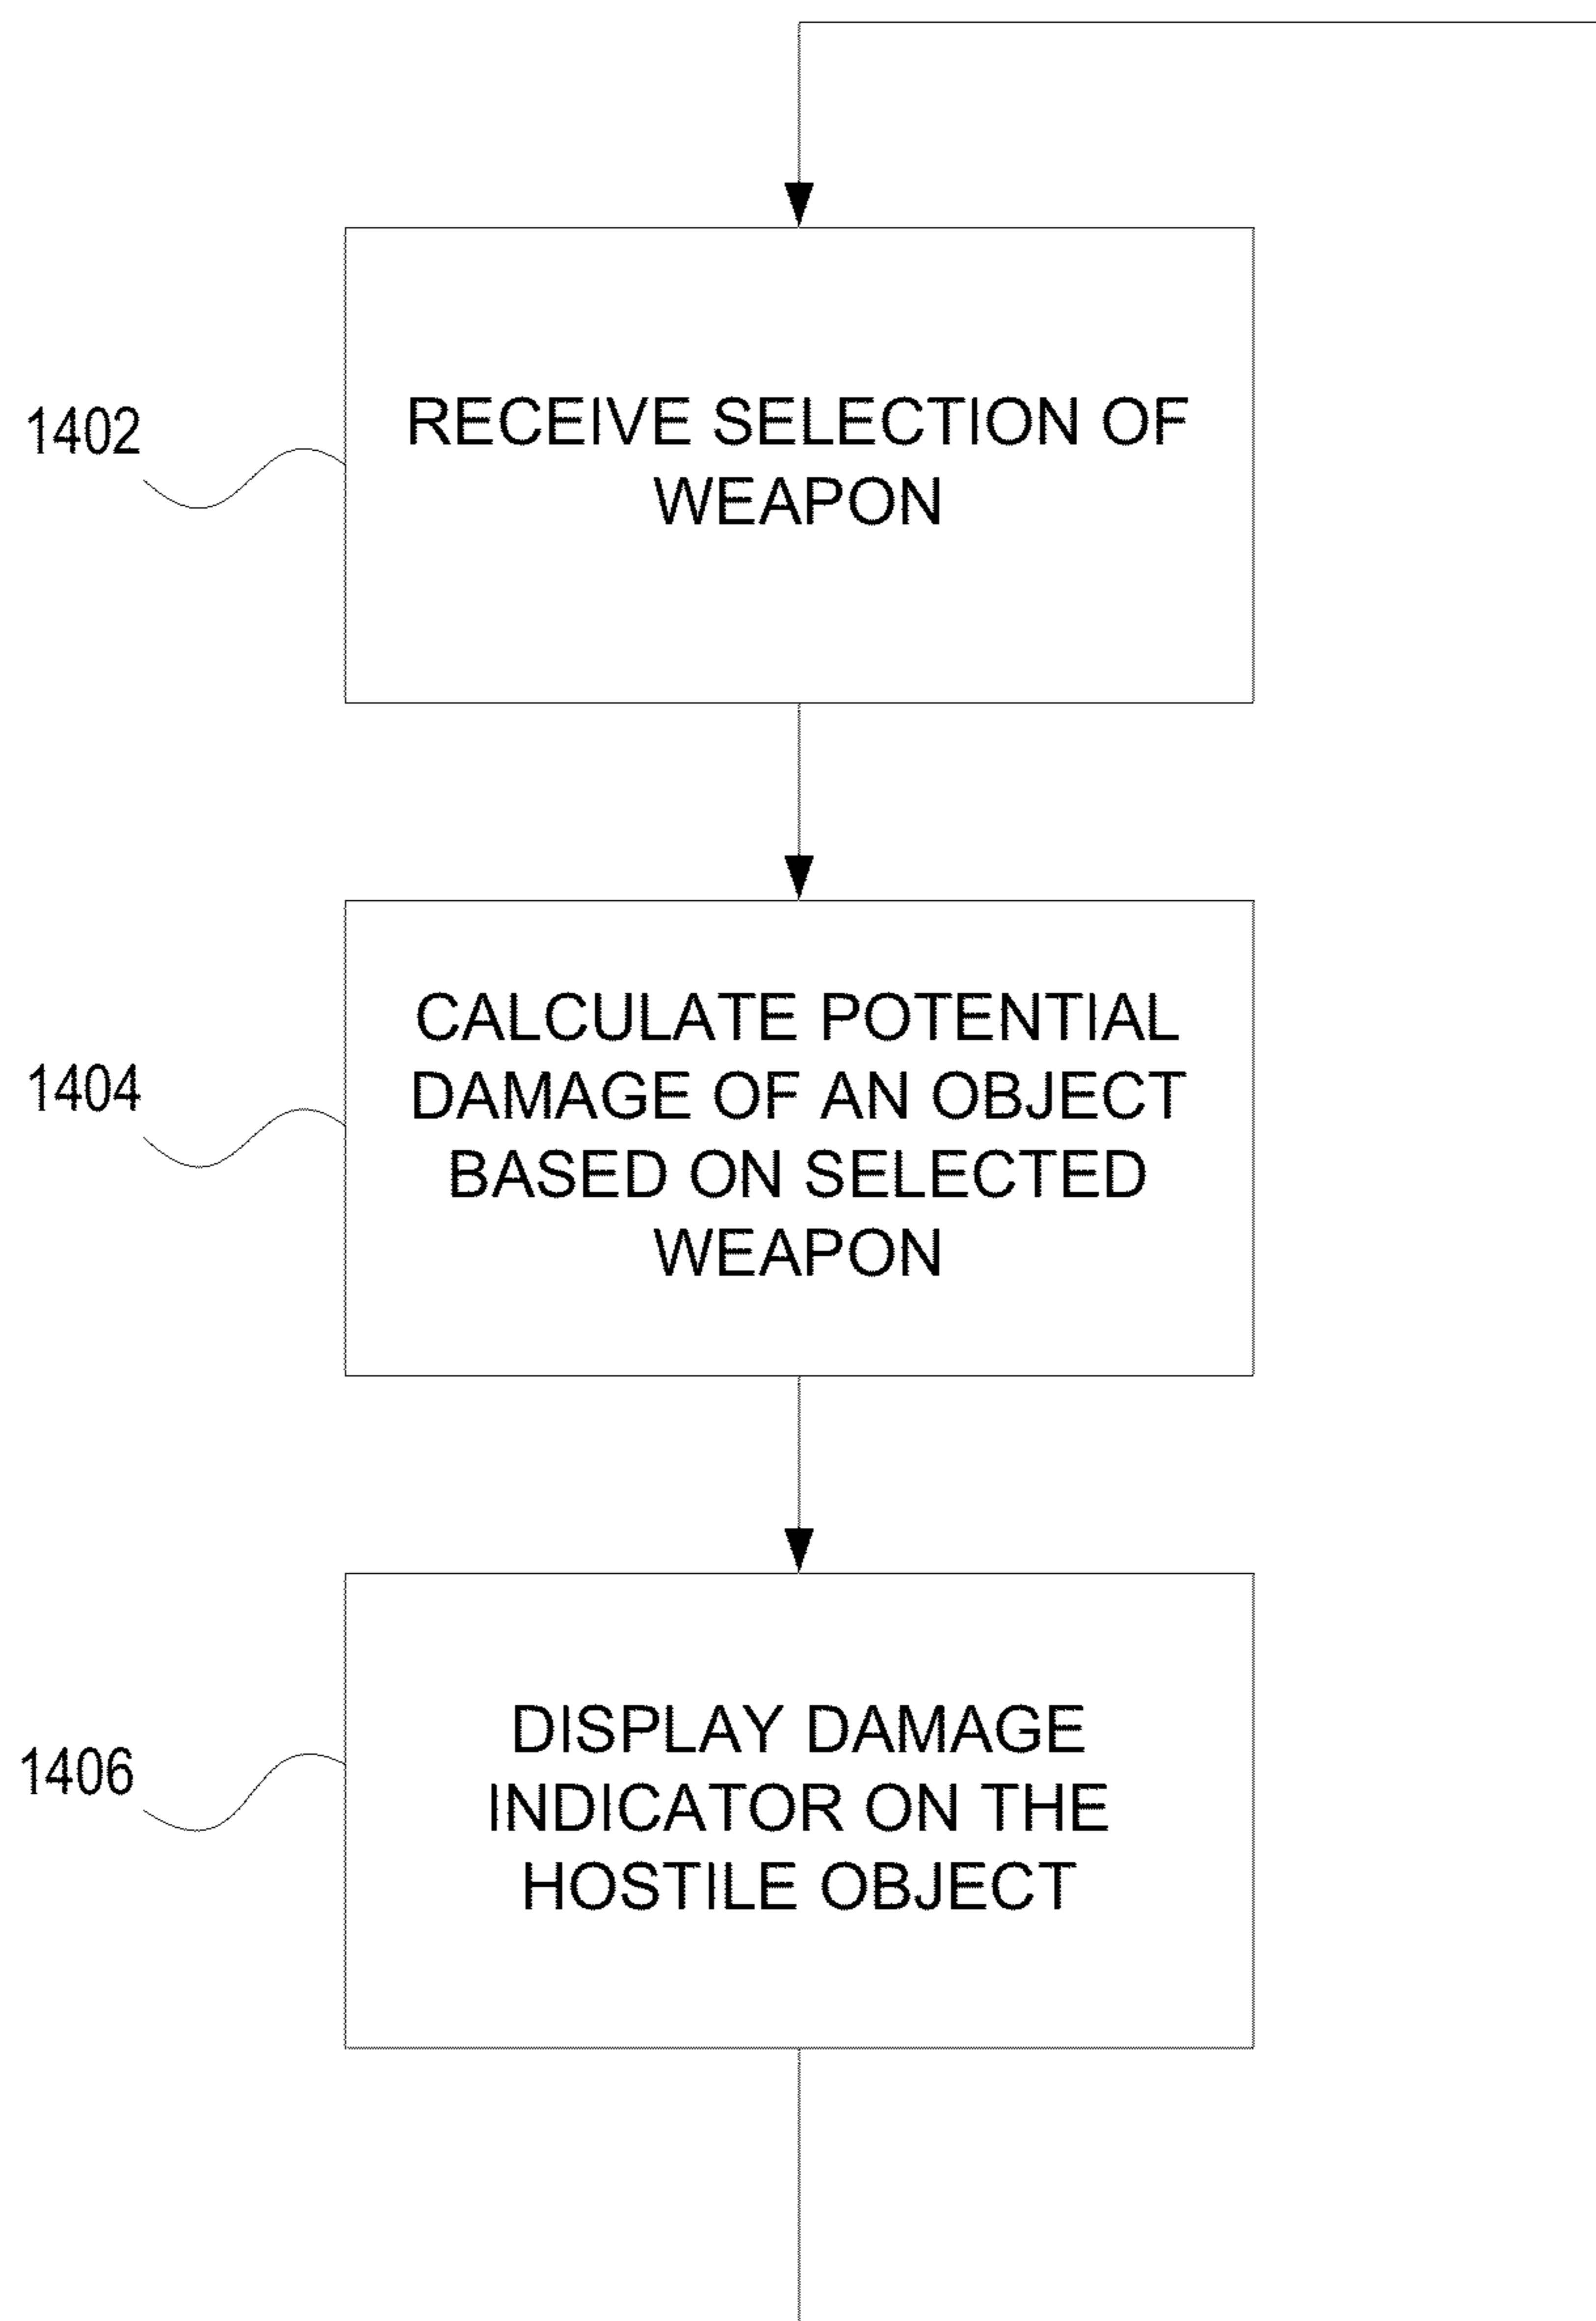 1402
RECEIVE SELECTION OF
WEAPON
1404
CALCULATE POTENTIAL
DAMAGE OF AN OBJECT
BASED ON SELECTED
WEAPON
1406
DISPLAY DAMAGE
INDICATOR ON THE
HOSTILE OBJECT